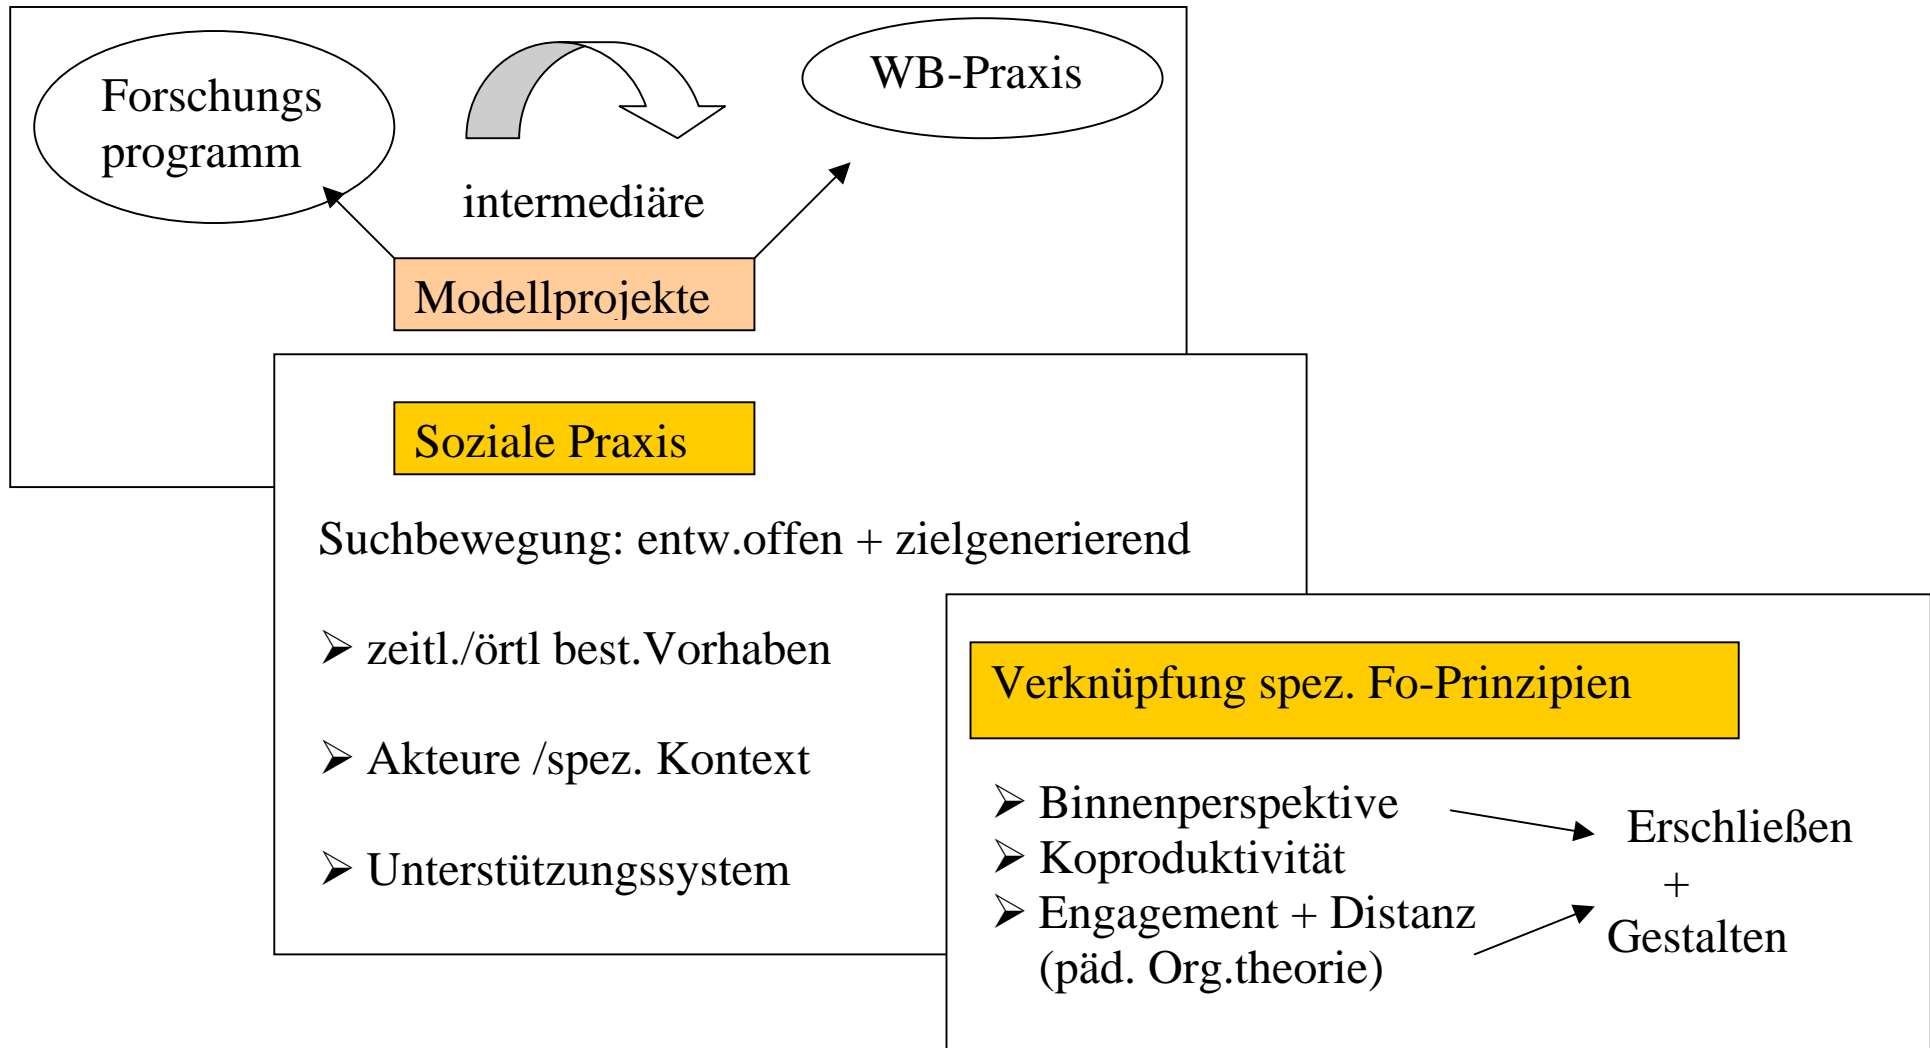 Forschungs
programm
WB-Praxis
intermediäre
Modellprojekte
Soziale Praxis
Suchbewegung: entw.offen + zielgenerierend
➢ zeitl./örtl best.Vorhaben
➢ Akteure /spez. Kontext
➢ Unterstützungssystem
Verknüpfung spez. Fo-Prinzipien
➢ Binnenperspektive
➢ Koproduktivität
➢ Engagement + Distanz
(päd. Org.theorie)
Erschließen
+
Gestalten